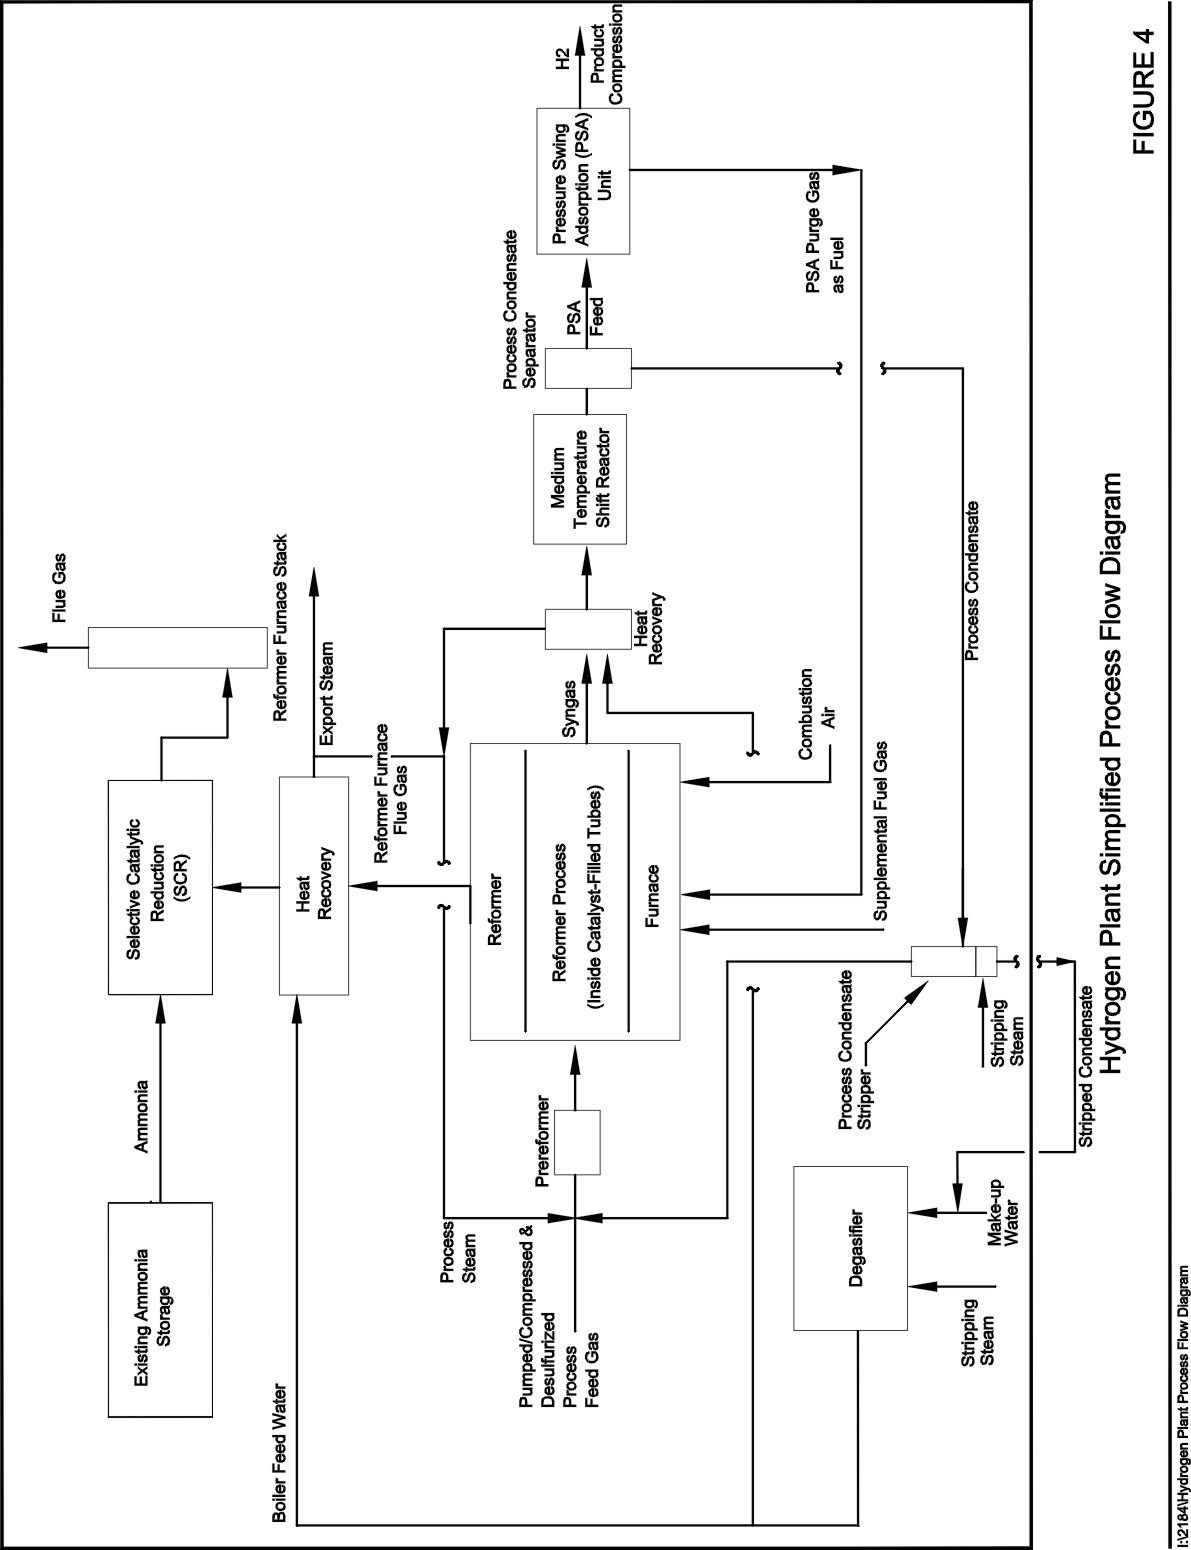 Flue Gas
Reformer Furnace Stack
Export Steam
Selective Catalytic
Reduction
(SCR)
Ammonia
Existing Ammonia
Storage
Heat
Recovery
Boiler Feed Water
Reformer Furnace
Flue Gas
H2
Product
Compression
Pressure Swing
Adsorption (PSA)
Unit
PSA
Feed
Process Condensate
Separator
Medium
Temperature
Shift Reactor
Heat
Recovery
Syngas
Reformer
Reformer Process
(Inside Catalyst-Filled Tubes)
Furnace
Prereformer
Process
Steam
Pumped/Compressed &
Desulfurized
Process
Feed Gas
PSA Purge Gas
as Fuel
Combustion
Air
Supplemental Fuel Gas
Process Condensate
Process Condensate
Stripper
Stripping
Steam
Stripped Condensate
Degasifier
Make-up
Water
Stripping
Steam
Hydrogen Plant Simplified Process Flow Diagram
FIGURE 4
I:\2184\Hydrogen Plant Process Flow Diagram